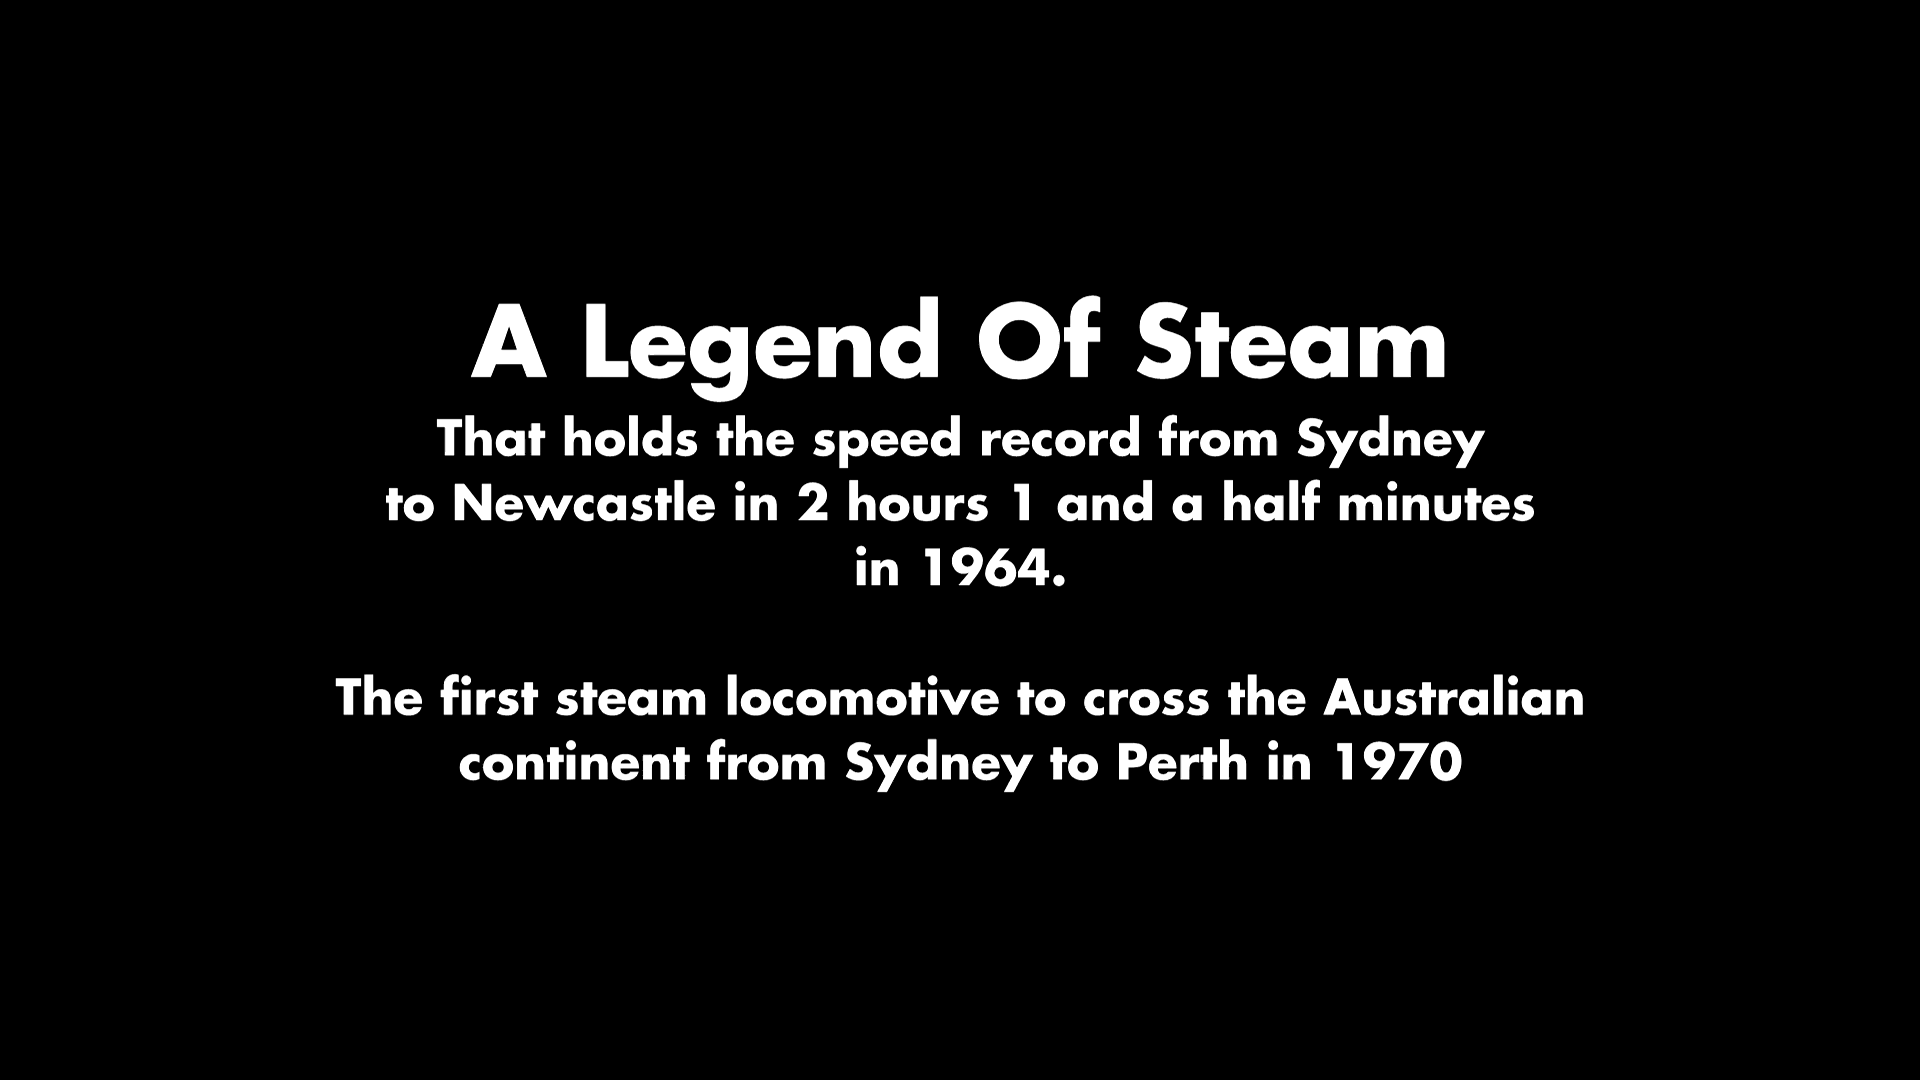 A Legend Of Steam
That holds the speed record from Sydney
to Newcastle in 2 hours 1 and a half minutes
in 1964.
The first steam locomotive to cross the Australian
continent from Sydney to Perth in 1970